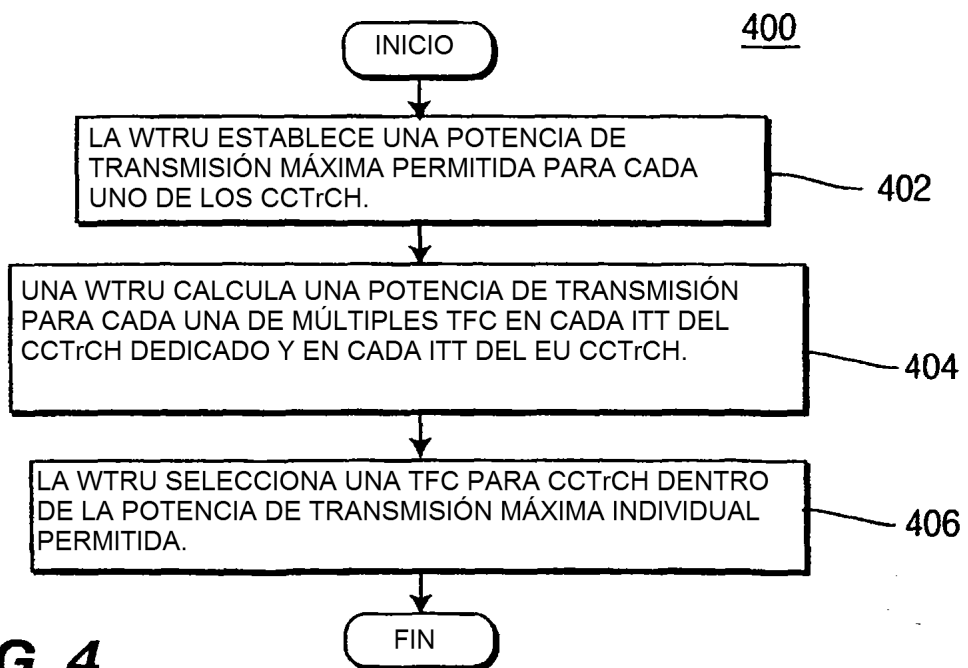 400
INICIO
LA WTRU ESTABLECE UNA POTENCIA DE
TRANSMISIÓN MÁXIMA PERMITIDA PARA CADA
UNO DE LOS CCTrCH.
402
UNA WTRU CALCULA UNA POTENCIA DE TRANSMISIÓN
PARA CADA UNA DE MÚLTIPLES TFC EN CADA ITT DEL
CCTrCH DEDICADO Y EN CADA ITT DEL EU CCTrCH.
404
LA WTRU SELECCIONA UNA TFC PARA CCTrCH DENTRO
DE LA POTENCIA DE TRANSMISIÓN MÁXIMA INDIVIDUAL
PERMITIDA.
406
FIN
G. 4